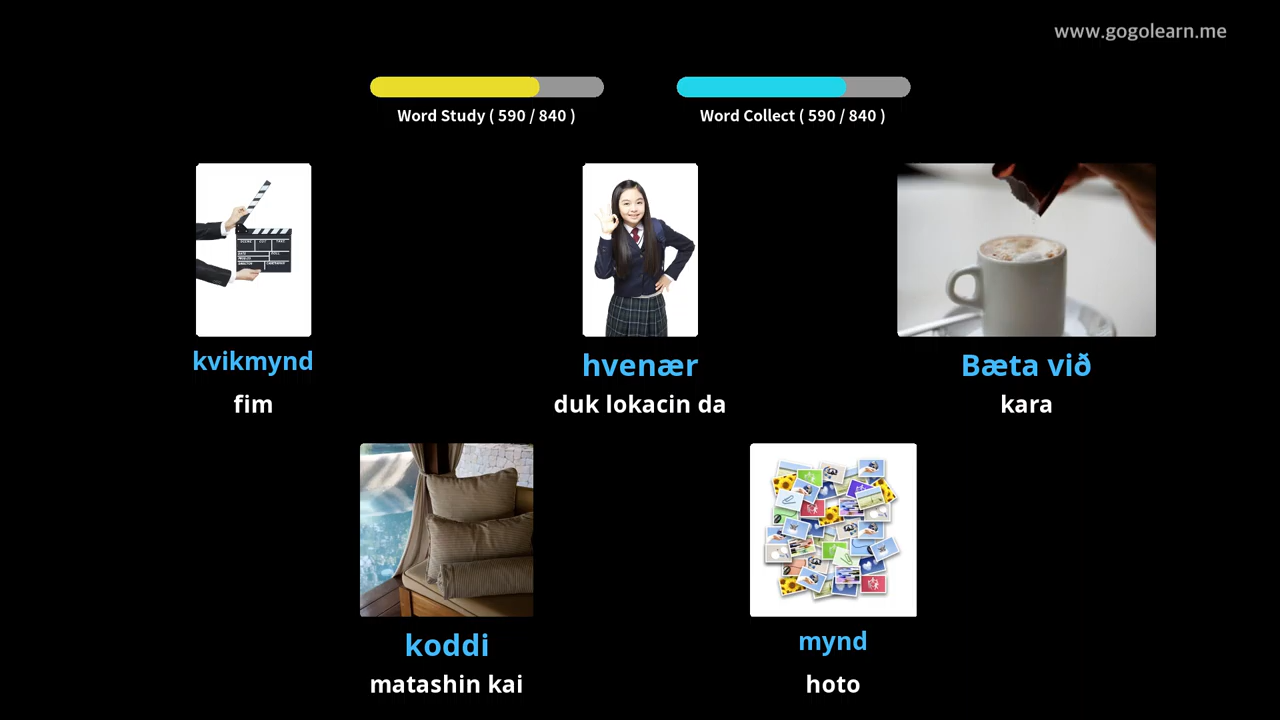 www.gogolearn.me
Word Study ( 590 / 840 )
Word Collect ( 590 / 840 )
kvikmynd
fim
hvenær
duk lokacin da
Bæta við
kara
koddi
matashin kai
mynd
hoto